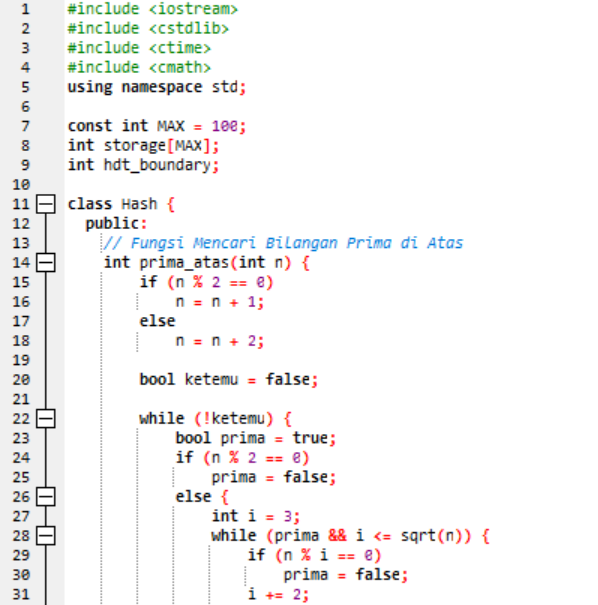 1 #include <iostream>
2 #include <cstdlib>
3 #include <ctime>
4 #include <cmath>
5 using namespace std;
6
7 const int MAX = 100;
8 int storage[MAX];
9 int hdt_boundary;
10
11 class Hash {
12 public:
13 // Fungsi Mencari Bilangan Prima di Atas
14 int prima_atas(int n) {
15 if (n % 2 == 0)
16 n = n + 1;
17 else
18 n = n + 2;
19
20 bool ketemu = false;
21
22 while (!ketemu) {
23 bool prima = true;
24 if (n % 2 == 0)
25 prima = false;
26 else {
27 int i = 3;
28 while (prima && i <= sqrt(n)) {
29 if (n % i == 0)
30 prima = false;
31 i += 2;